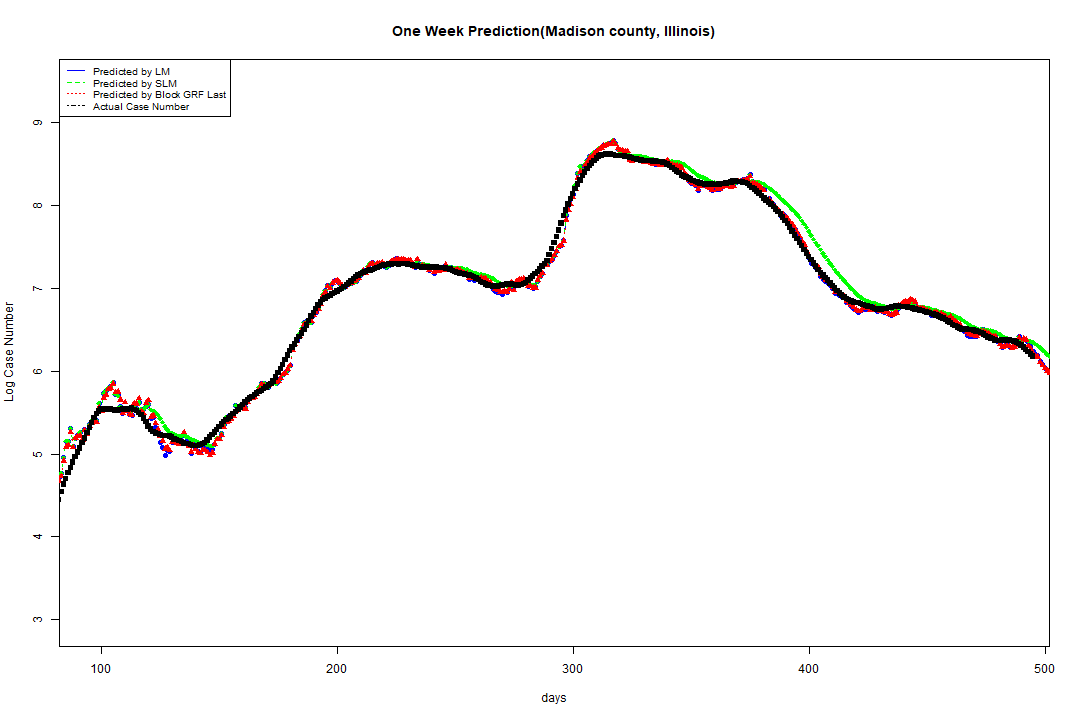 One Week Prediction(Madison county, Illinois)
Predicted by LM
Predicted by SLM
Predicted by Block GRF Last
Actual Case Number
Log Case Number
9
8
7
6
5
4
3
100 200 300 400 500
days